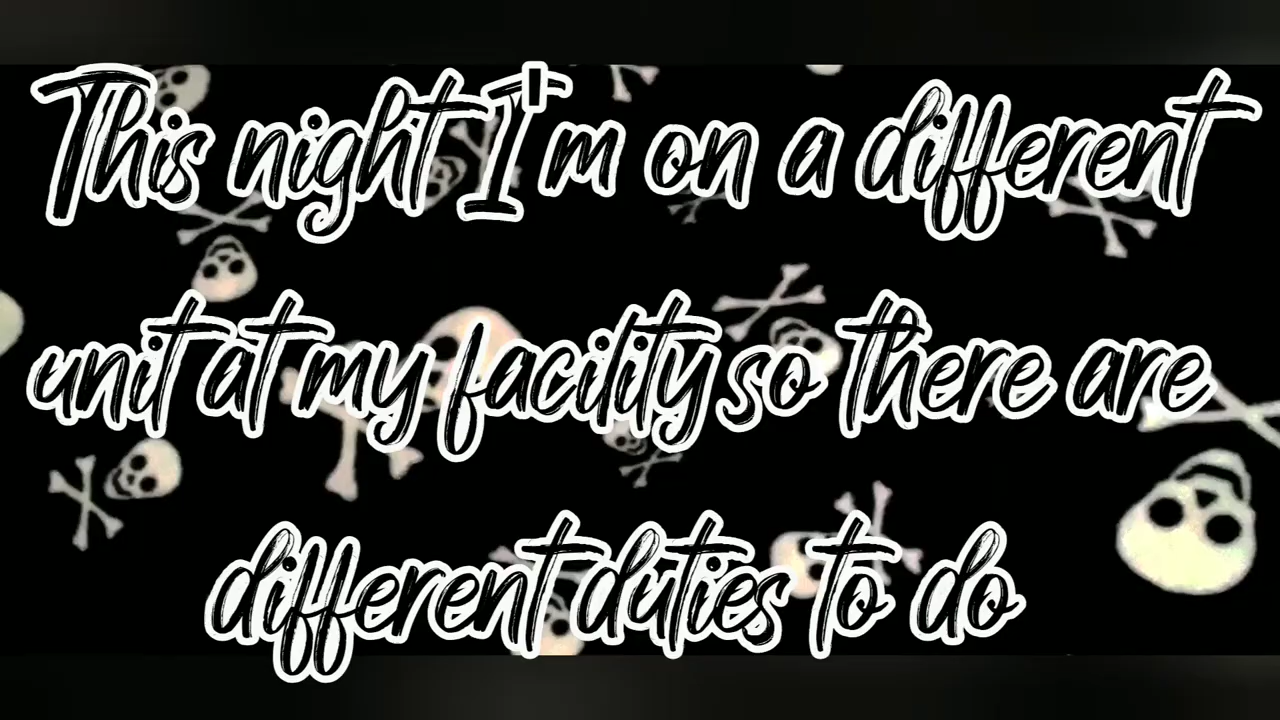 This night I'm on a different
unit at my facility so there are
different duties to do